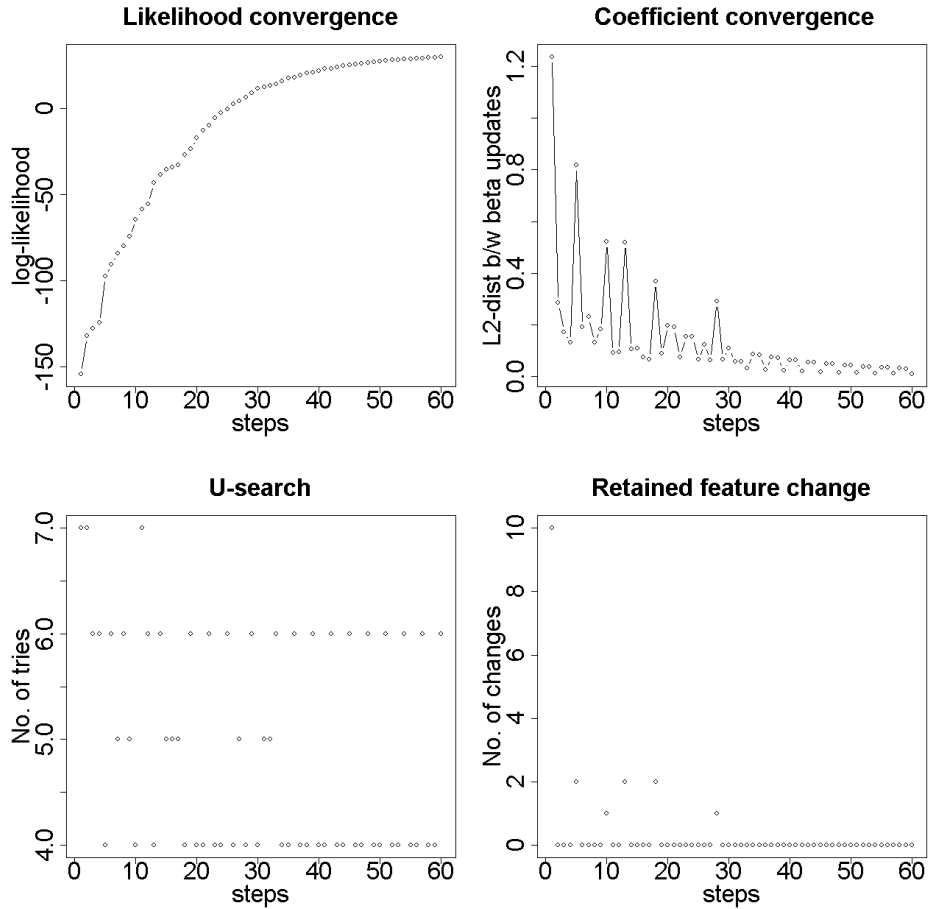 Likelihood convergence
log-likelihood
0
-50
-100
-150
0 10 20 30 40 50 60
steps
Coefficient convergence
L2-dist b/w beta updates
1.2
0.8
0.4
0.0
0 10 20 30 40 50 60
steps
U-search
No. of tries
7.0
6.0
5.0
4.0
0 10 20 30 40 50 60
steps
Retained feature change
No. of changes
10
8
6
4
2
0
0 10 20 30 40 50 60
steps